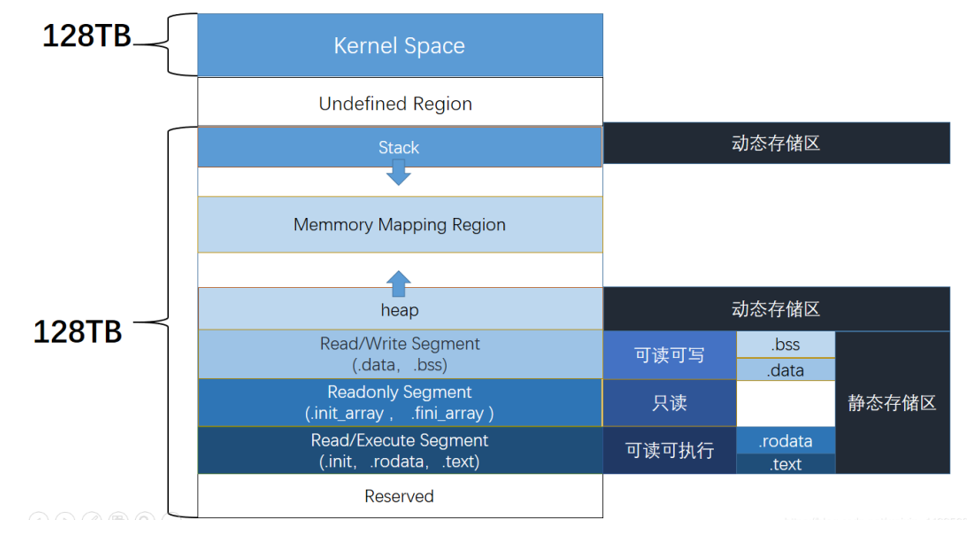 128TB
Kernel Space
Undefined Region
Stack
动态存储区
Memmory Mapping Region
128TB
heap
动态存储区
Read/Write Segment
(.data, .bss)
可读可写
.bss
.data
静态存储区
Readonly Segment
(.init_array , .fini_array )
只读
Read/Execute Segment
(.init, .rodata, .text)
可读可执行
.rodata
.text
Reserved